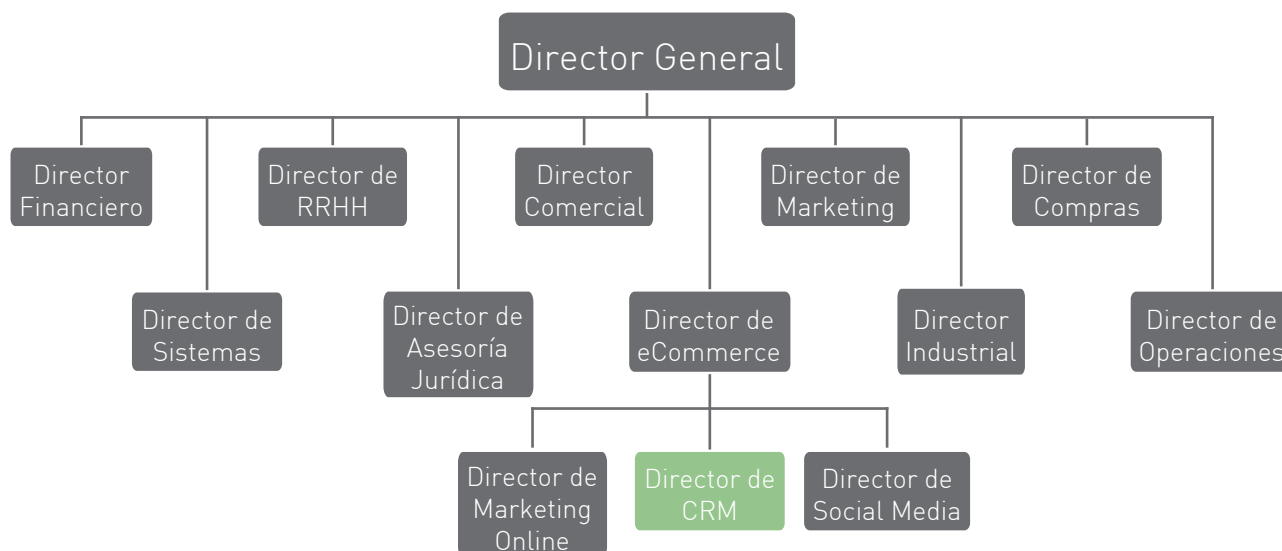 Director General
Director
Financiero
Director de
RRHH
Director
Comercial
Director de
Marketing
Director de
Compras
Director de
Sistemas
Director de
Asesoría
Jurídica
Director de
eCommerce
Director
Industrial
Director de
Operaciones
Director de
Marketing
Online
Director de
CRM
Director de
Social Media